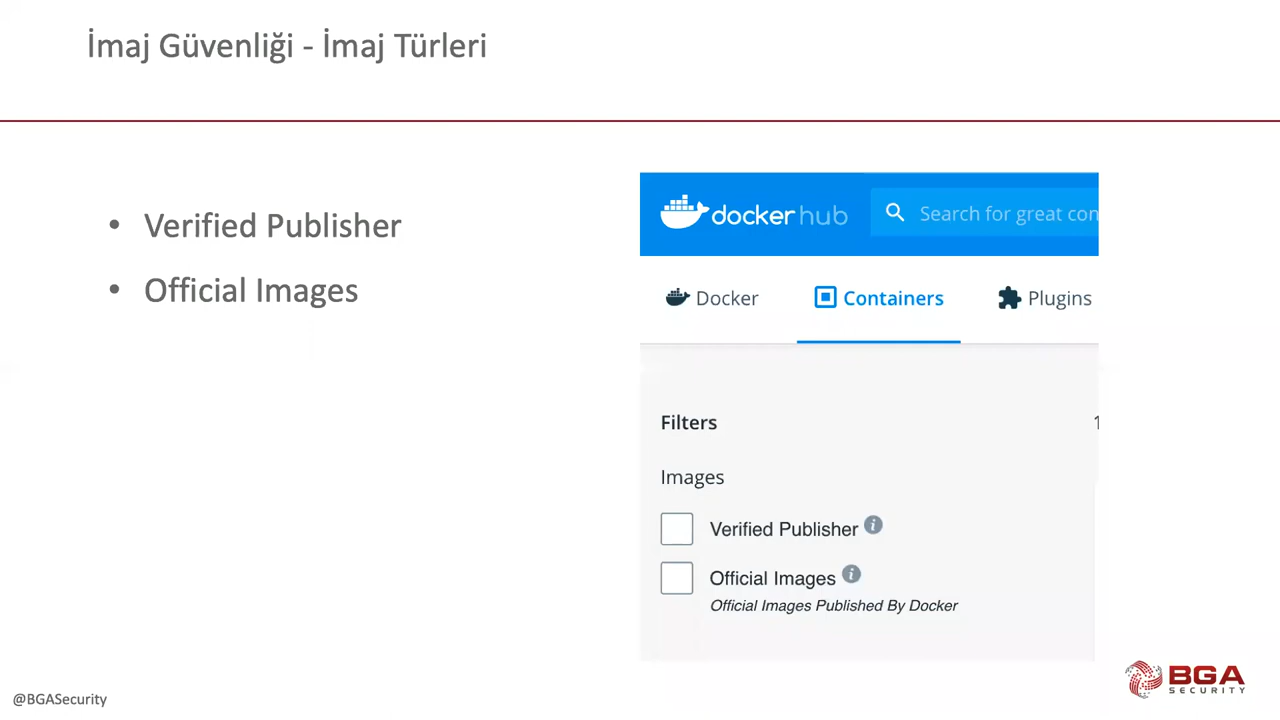 İmaj Güvenliği - İmaj Türleri
• Verified Publisher
• Official Images
docker hub
Search for great con
Docker
Containers
Plugins
Filters
1
Images
Verified Publisher
Official Images
Official Images Published By Docker
@BGASecurity
BGA
SECURITY